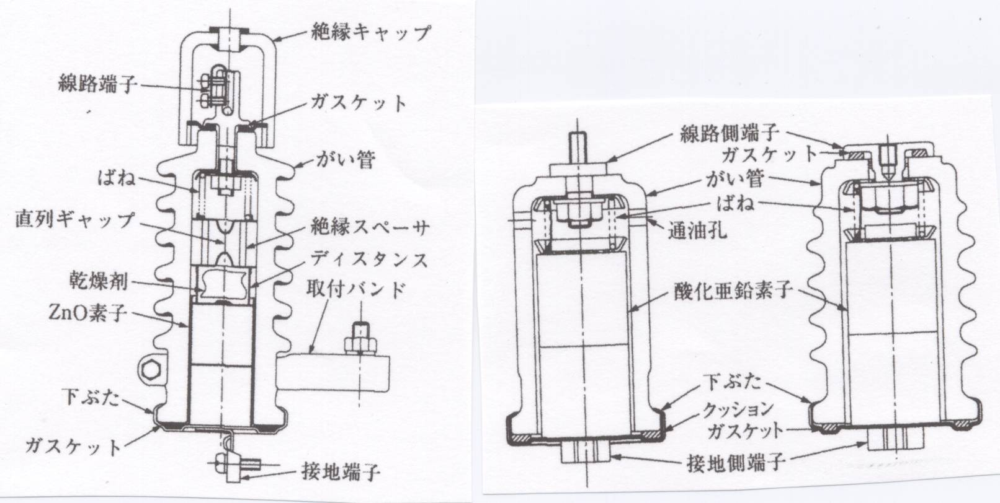 絶縁キャップ
線路端子
ガスケット
がい管
ばね
直列ギャップ
絶縁スペーサ
ディスタンス
乾燥剤
取付バンド
ZnO素子
下ぶた
ガスケット
接地端子
線路側端子
ガスケット
がい管
ばね
通油孔
酸化亜鉛素子
下ぶた
クッション
ガスケット
接地側端子